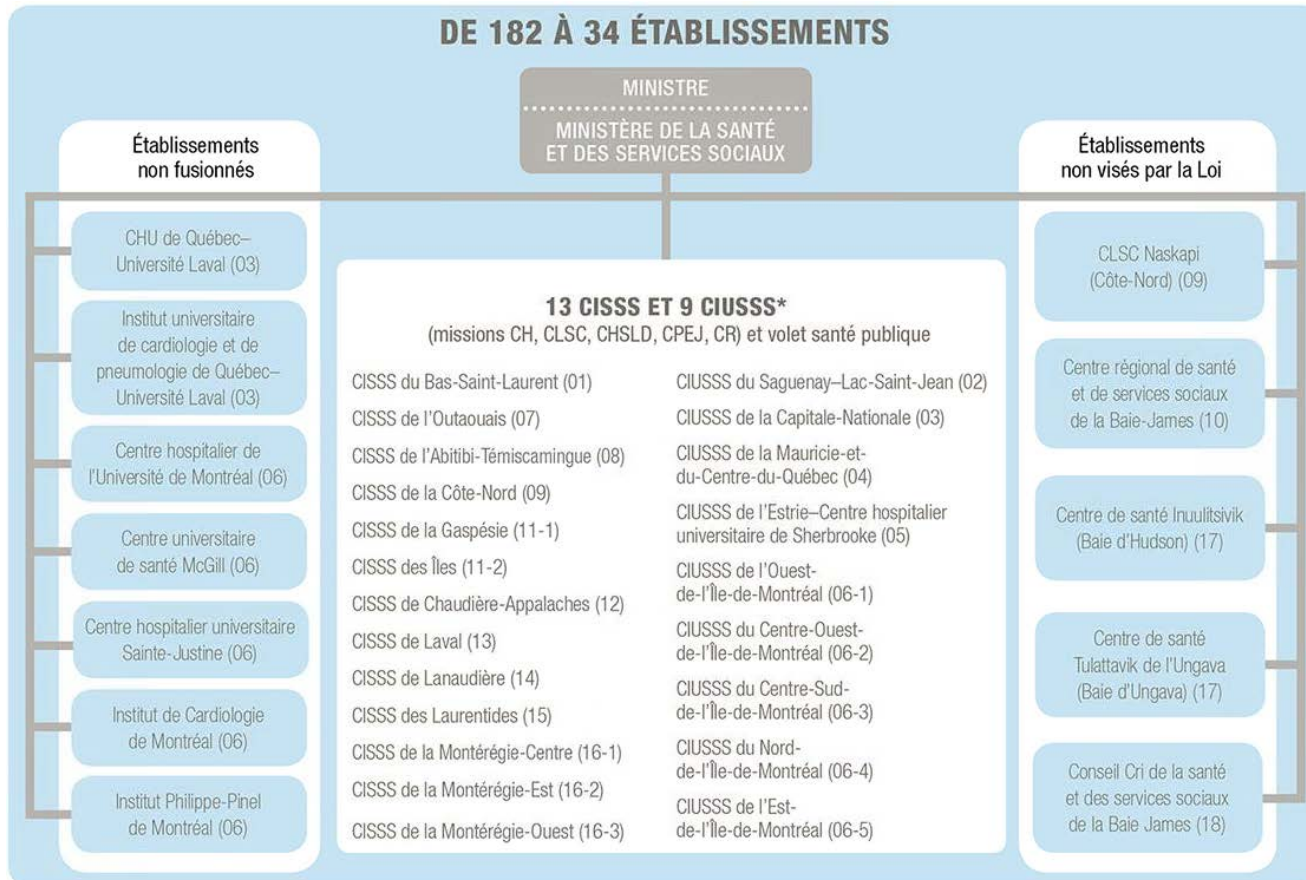 DE 182 À 34 ÉTABLISSEMENTS
MINISTRE
MINISTÈRE DE LA SANTÉ
ET DES SERVICES SOCIAUX
Établissements
non fusionnés
CHU de Québec–
Université Laval (03)
Institut universitaire
de cardiologie et de
pneumologie de Québec–
Université Laval (03)
Centre hospitalier de
l'Université de Montréal (06)
Centre universitaire
de santé McGill (06)
Centre hospitalier universitaire
Sainte-Justine (06)
Institut de Cardiologie
de Montréal (06)
Institut Philippe-Pinel
de Montréal (06)
13 CISSS ET 9 CIUSSS*
(missions CH, CLSC, CHSLD, CPEJ, CR) et volet santé publique
CISSS du Bas-Saint-Laurent (01)
CISSS de l'Outaouais (07)
CISSS de l'Abitibi-Témiscamingue (08)
CISSS de la Côte-Nord (09)
CISSS de la Gaspésie (11-1)
CISSS des Îles (11-2)
CISSS de Chaudière-Appalaches (12)
CISSS de Laval (13)
CISSS de Lanaudière (14)
CISSS des Laurentides (15)
CISSS de la Montérégie-Centre (16-1)
CISSS de la Montérégie-Est (16-2)
CISSS de la Montérégie-Ouest (16-3)
CIUSSS du Saguenay–Lac-Saint-Jean (02)
CIUSSS de la Capitale-Nationale (03)
CIUSSS de la Mauricie-et-
du-Centre-du-Québec (04)
CIUSSS de l'Estrie–Centre hospitalier
universitaire de Sherbrooke (05)
CIUSSS de l'Ouest-
de-l'Île-de-Montréal (06-1)
CIUSSS du Centre-Ouest-
de-l'Île-de-Montréal (06-2)
CIUSSS du Centre-Sud-
de-l'Île-de-Montréal (06-3)
CIUSSS du Nord-
de-l'Île-de-Montréal (06-4)
CIUSSS de l'Est-
de-l'Île-de-Montréal (06-5)
Établissements
non visés par la Loi
CLSC Naskapi
(Côte-Nord) (09)
Centre régional de santé
et de services sociaux
de la Baie-James (10)
Centre de santé Inuulitsivik
(Baie d'Hudson) (17)
Centre de santé
Tulattavik de l'Ungava
(Baie d'Ungava) (17)
Conseil Cri de la santé
et des services sociaux
de la Baie James (18)